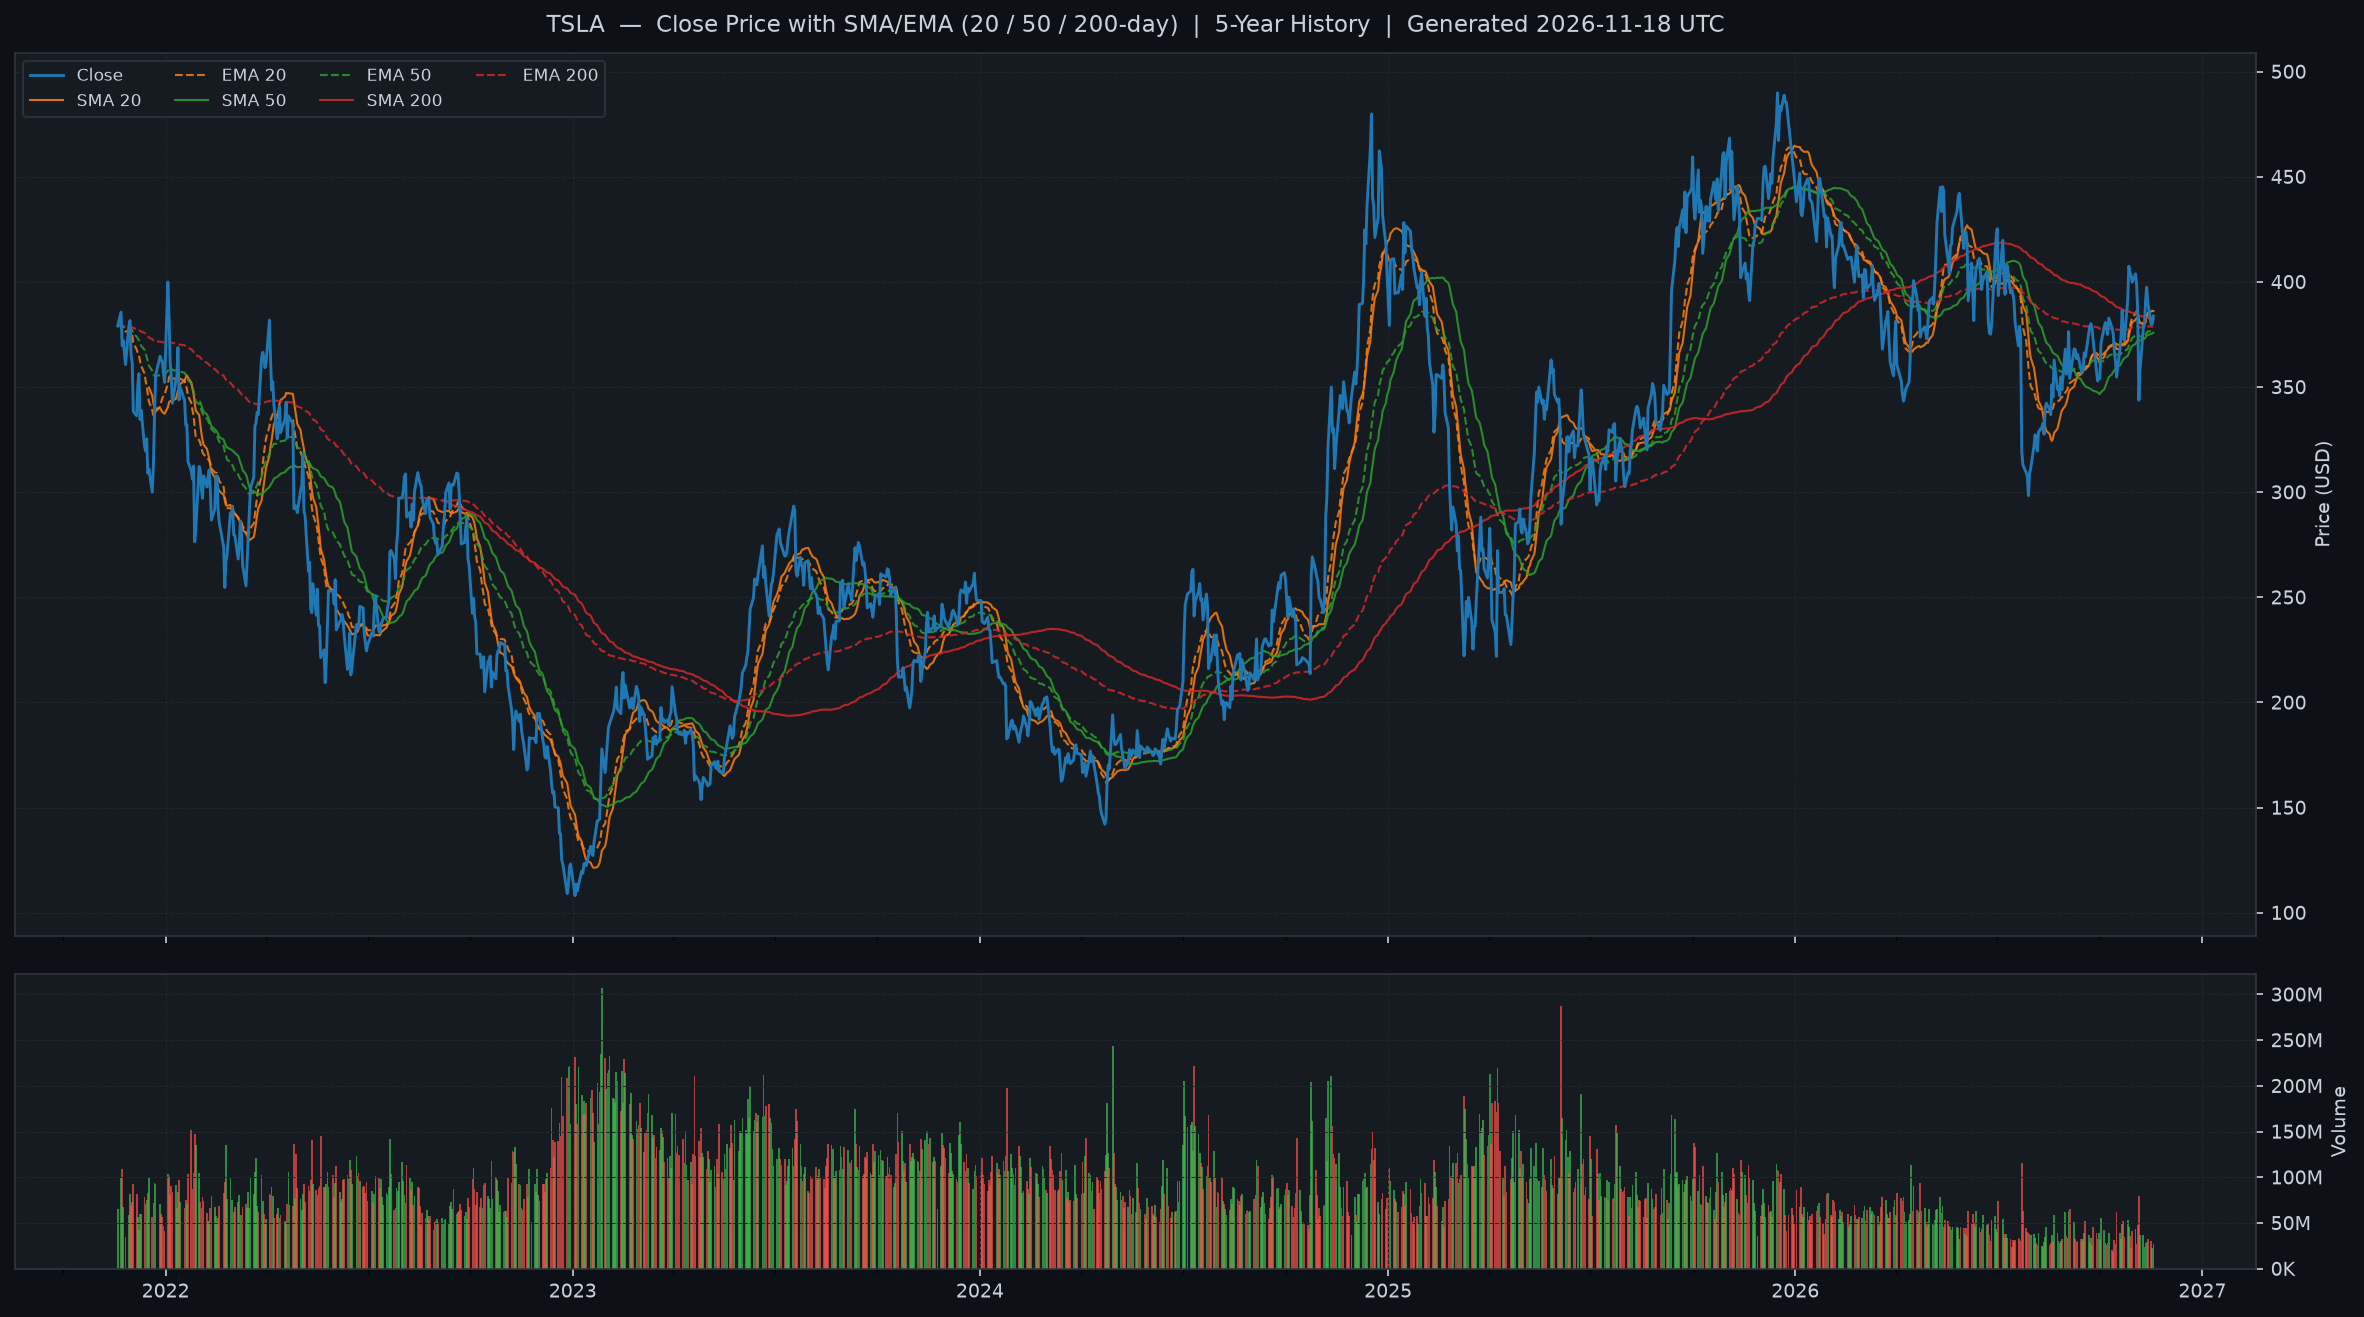 TSLA — Close Price with SMA/EMA (20 / 50 / 200-day) | 5-Year History | Generated 2026-11-18 UTC
Close EMA 20 EMA 50 EMA 200
SMA 20 SMA 50 SMA 200
500
450
400
350
300
250
200
150
100
Price (USD)
300M
250M
200M
150M
100M
50M
0K
Volume
2022 2023 2024 2025 2026 2027